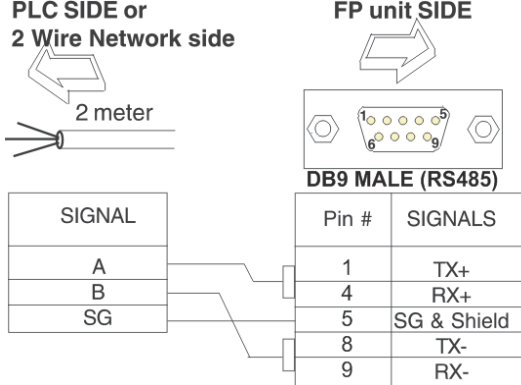 PLC SIDE or
2 Wire Network side
FP unit SIDE
2 meter
1 5
6 9
DB9 MALE (RS485)
SIGNAL
A
B
SG
Pin # SIGNALS
1 TX+
4 RX+
5 SG & Shield
8 TX-
9 RX-